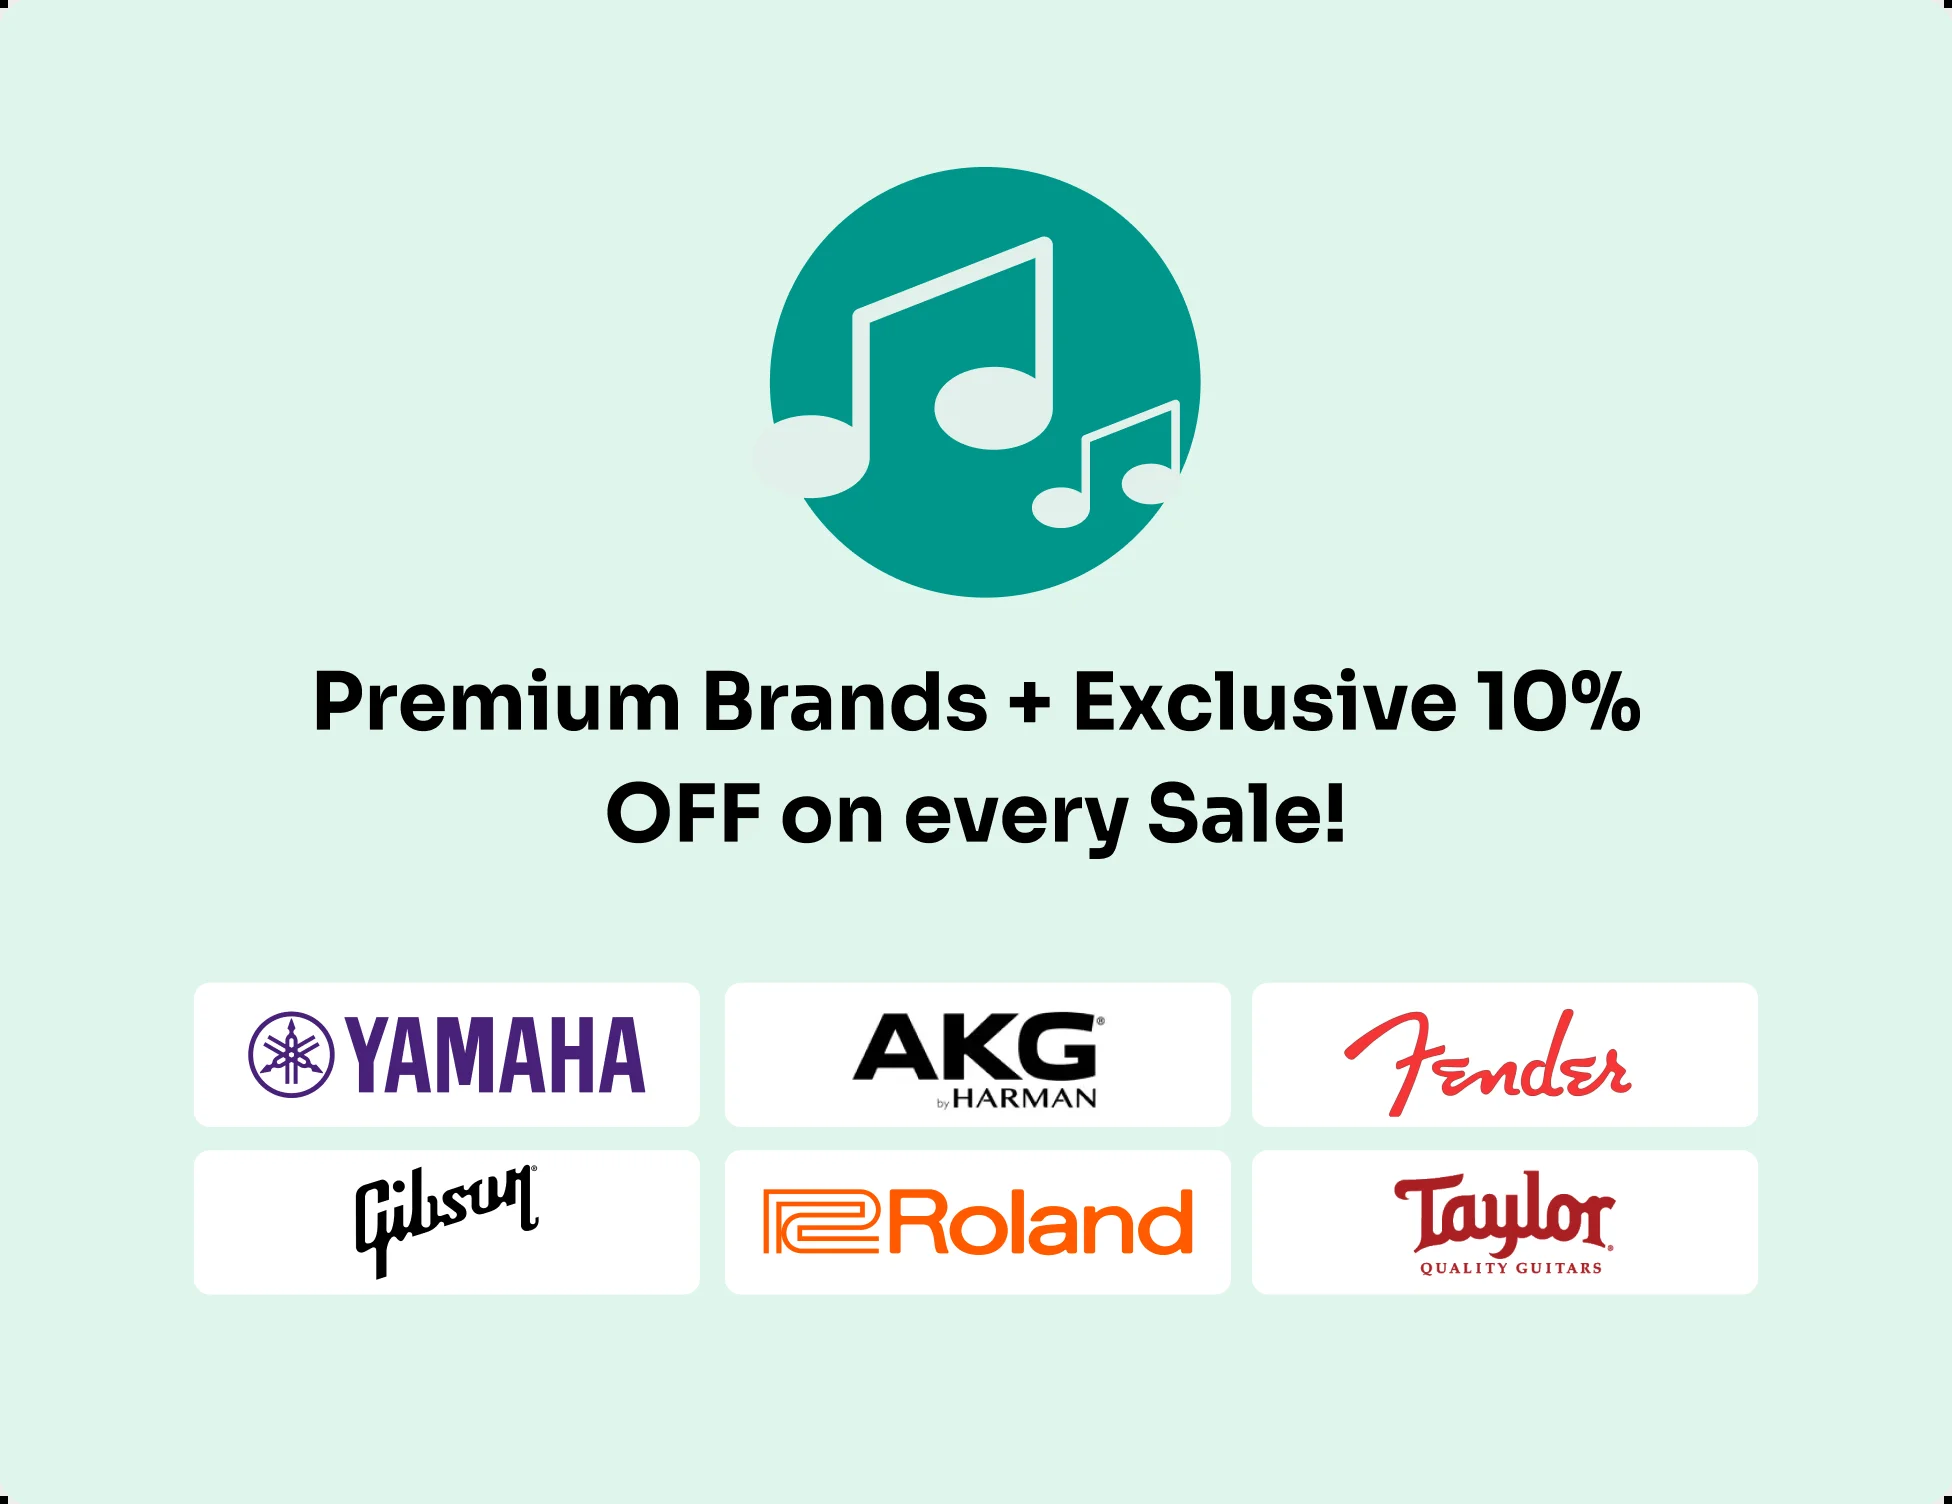 Premium Brands + Exclusive 10%
OFF on every Sale!
YAMAHA
AKG®
by HARMAN
Fender
Gibson®
Roland
Taylor®
QUALITY GUITARS